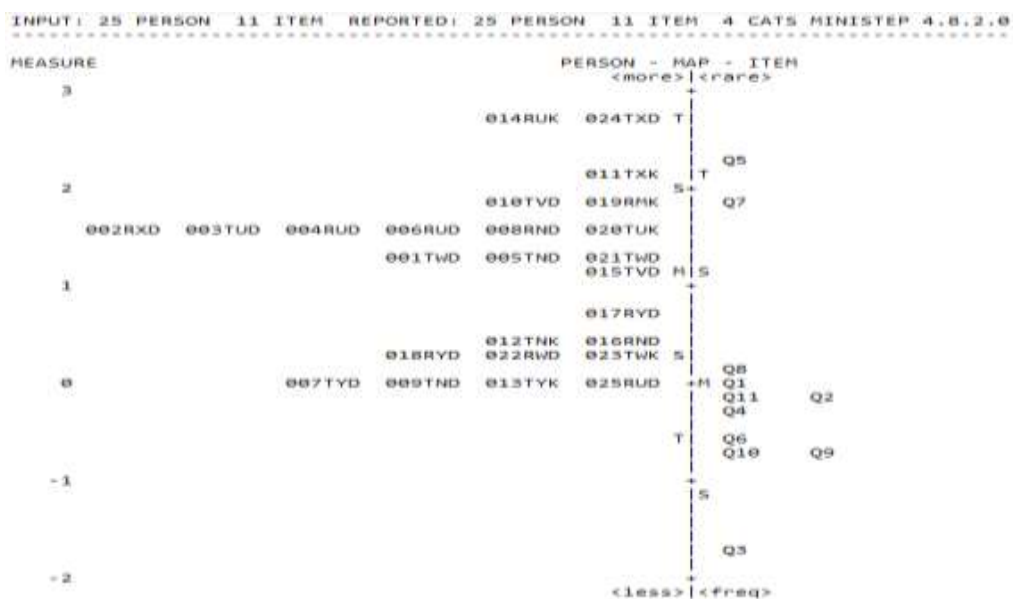 INPUT: 25 PERSON 11 ITEM REPORTED: 25 PERSON 11 ITEM 4 CATS MINISTEP 4.8.2.0
MEASURE PERSON - MAP - ITEM
<more>|<rare>
3 +
014RUK 024TXD T|
| Q5
011TXK |T
2 S+
010TVD 019RMK | Q7
002RXD 003TUD 004RUD 006RUD 008RND 020TUK |
001TWD 005TND 021TWD |
015TVD M|S
1 +
017RYD |
012TNK 016RND |
018RYD 022RWD 023TWK S|
| Q8
0 007TYD 009TND 013TYK 025RUD +M Q1
| Q11 Q2
| Q4
T| Q6
| Q10 Q9
-1 +
|S
| Q3
-2 +
<less>|<freq>